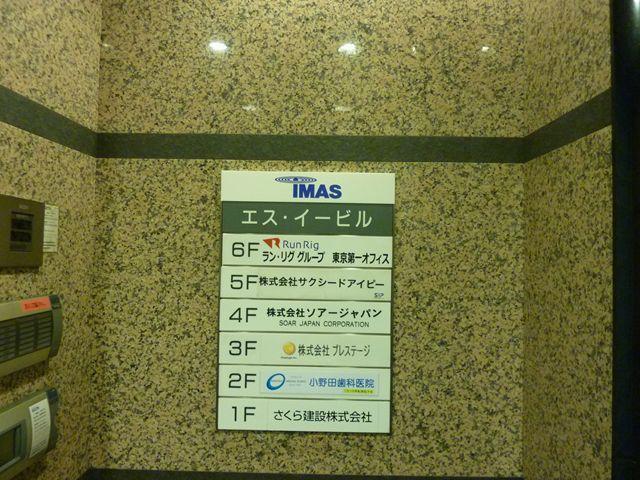 IMAS
エス・イービル
6F RunRig
ラン・リググループ 東京第一オフィス
5F 株式会社サクシードアイピー
SIP
4F 株式会社ソアージャパン
SOAR JAPAN CORPORATION
3F 株式会社 プレステージ
2F 小野田歯科医院
1F さくら建設株式会社